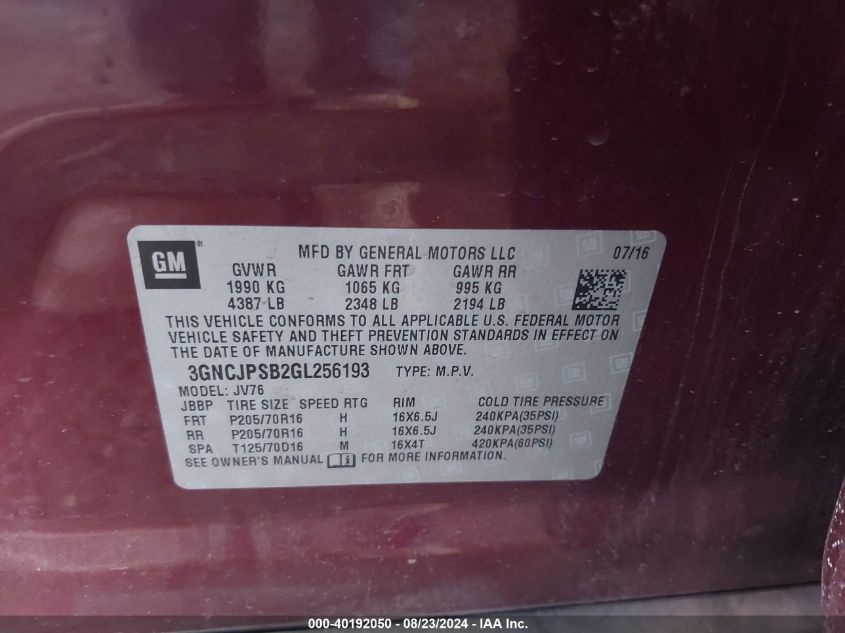 GM
MFD BY GENERAL MOTORS LLC 07/16
GVWR GAWR FRT GAWR RR
1990 KG 1065 KG 995 KG
4387 LB 2348 LB 2194 LB
THIS VEHICLE CONFORMS TO ALL APPLICABLE U.S. FEDERAL MOTOR
VEHICLE SAFETY AND THEFT PREVENTION STANDARDS IN EFFECT ON
THE DATE OF MANUFACTURE SHOWN ABOVE.
3GNCJPSB2GL256193 TYPE: M.P.V.
MODEL: JV76
JBBP TIRE SIZE SPEED RTG RIM COLD TIRE PRESSURE
FRT P205/70R16 H 16X6.5J 240KPA(35PSI)
RR P205/70R16 H 16X6.5J 240KPA(35PSI)
SPA T125/70D16 M 16X4T 420KPA(60PSI)
SEE OWNER'S MANUAL FOR MORE INFORMATION.
000-40192050 - 08/23/2024 - © IAA, Inc.